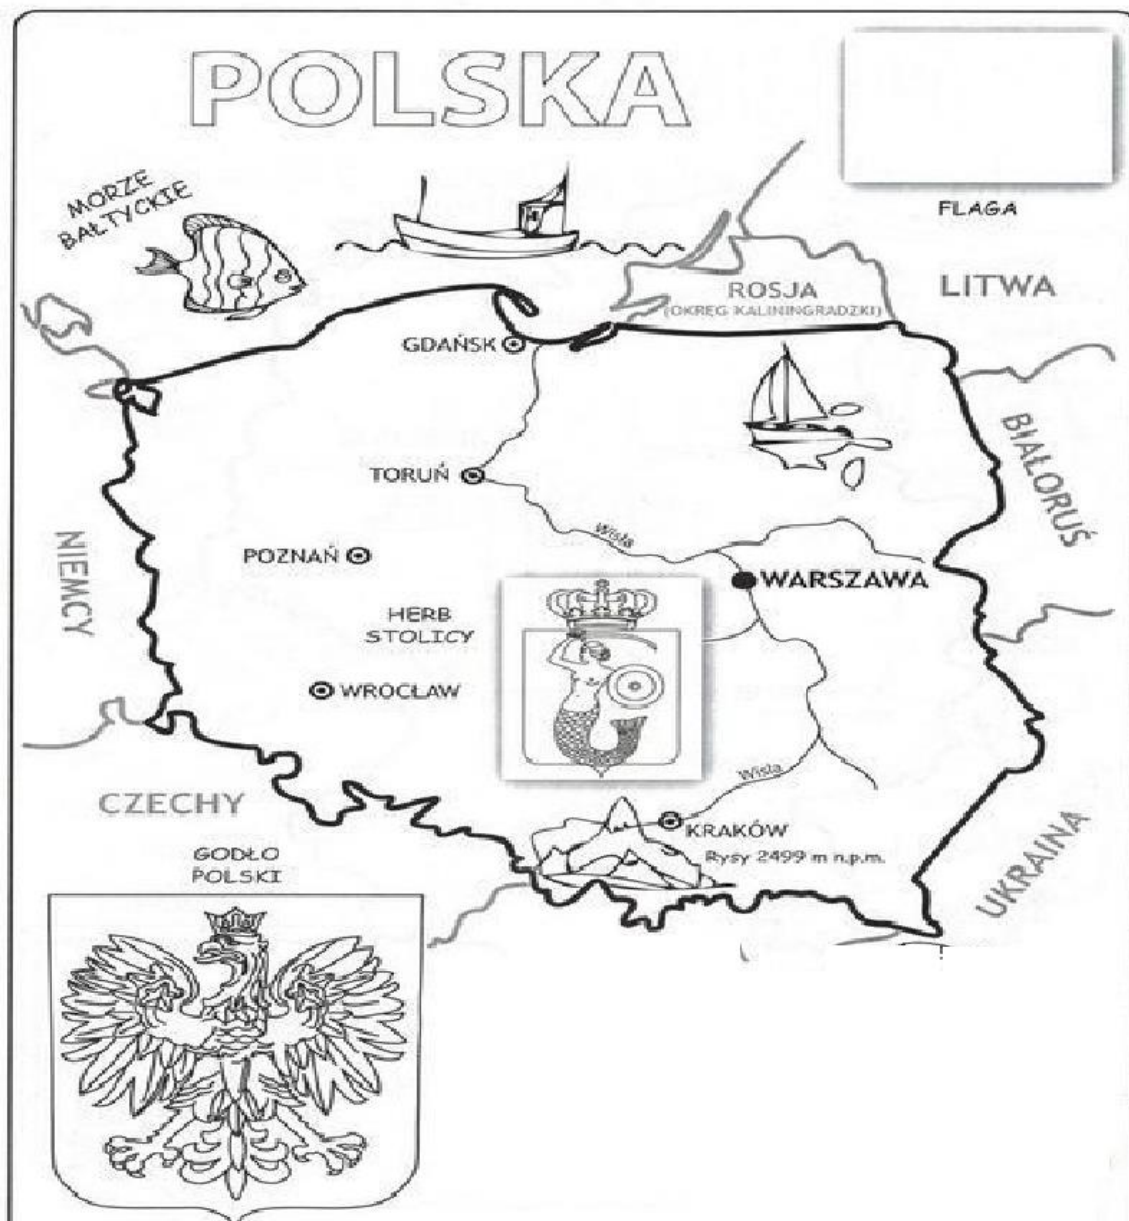 POLSKA
MORZE
BAŁTYCKIE
FLAGA
LITWA
ROSJA
(OKRĘG KALININGRADZKI)
GDAŃSK
BIAŁORUŚ
TORUŃ
NIEMCY
Wisła
POZNAŃ
WARSZAWA
HERB
STOLICY
WROCŁAW
Wisła
CZECHY
KRAKÓW
Rysy 2499 m n.p.m.
UKRAINA
GODŁO
POLSKI